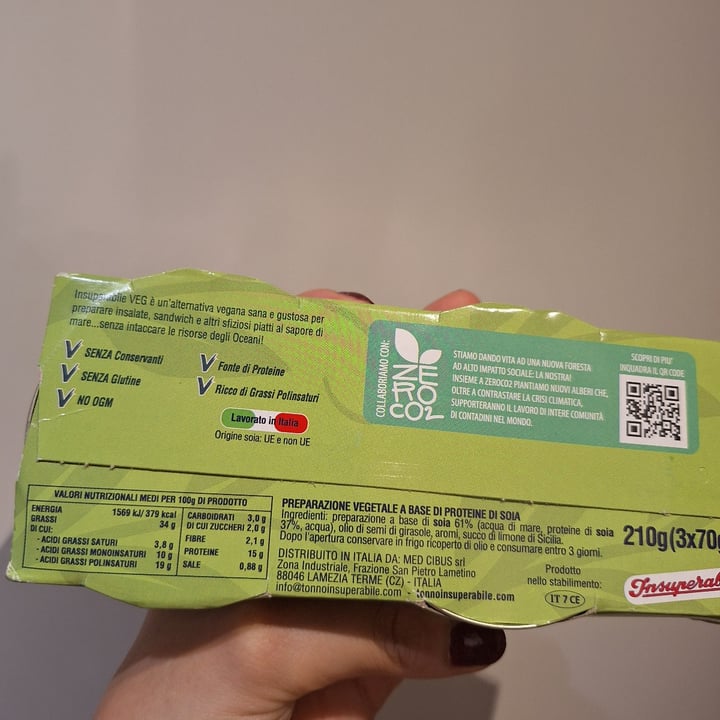 Insuperabile VEG è un'alternativa vegana sana e gustosa per
preparare insalate, sandwich e altri sfiziosi piatti al sapore di
mare...senza intaccare le risorse degli Oceani!
SENZA Conservanti
SENZA Glutine
NO OGM
Fonte di Proteine
Ricco di Grassi Polinsaturi
Lavorato in Italia
Origine soia: UE e non UE
COLLABORIAMO CON:
ZERO
CO2
STIAMO DANDO VITA AD UNA NUOVA FORESTA
AD ALTO IMPATTO SOCIALE: LA NOSTRA!
INSIEME A ZEROCO2 PIANTIAMO NUOVI ALBERI CHE,
OLTRE A CONTRASTARE LA CRISI CLIMATICA,
SUPPORTERANNO IL LAVORO DI INTERE COMUNITÀ
DI CONTADINI NEL MONDO.
SCOPRI DI PIU'
INQUADRA IL QR CODE
VALORI NUTRIZIONALI MEDI PER 100g DI PRODOTTO
ENERGIA 1569 kJ/ 379 kcal
GRASSI 34 g
DI CUI:
- ACIDI GRASSI SATURI 3,8 g
- ACIDI GRASSI MONOINSATURI 10 g
- ACIDI GRASSI POLINSATURI 19 g
CARBOIDRATI 3,0 g
DI CUI ZUCCHERI 2,0 g
FIBRE 2,1 g
PROTEINE 15 g
SALE 0,88 g
PREPARAZIONE VEGETALE A BASE DI PROTEINE DI SOIA
Ingredienti: preparazione a base di soia 61% (acqua di mare, proteine di soia
37%, acqua), olio di semi di girasole, aromi, succo di limone di Sicilia.
Dopo l'apertura conservare in frigo ricoperto di olio e consumare entro 3 giorni.
DISTRIBUITO IN ITALIA DA: MED CIBUS srl
Zona Industriale, Frazione San Pietro Lametino
88046 LAMEZIA TERME (CZ) - ITALIA
info@tonnoinsuperabile.com - tonnoinsuperabile.com
210g(3x70g
Prodotto
nello stabilimento:
IT 7 CE
Insuperab